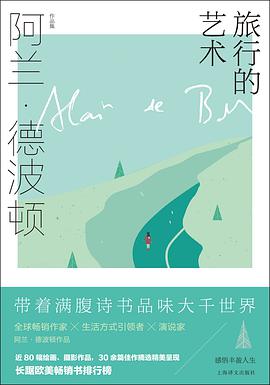 作品集
阿兰·德波顿
旅行的
艺术
Alain de B
带着满腹诗书品味大千世界
全球畅销作家×生活方式引领者×演说家
阿兰·德波顿作品
近80幅绘画、摄影作品，30余篇佳作精选精美呈现
长踞欧美畅销书排行榜
感悟丰盈人生
上海译文出版社